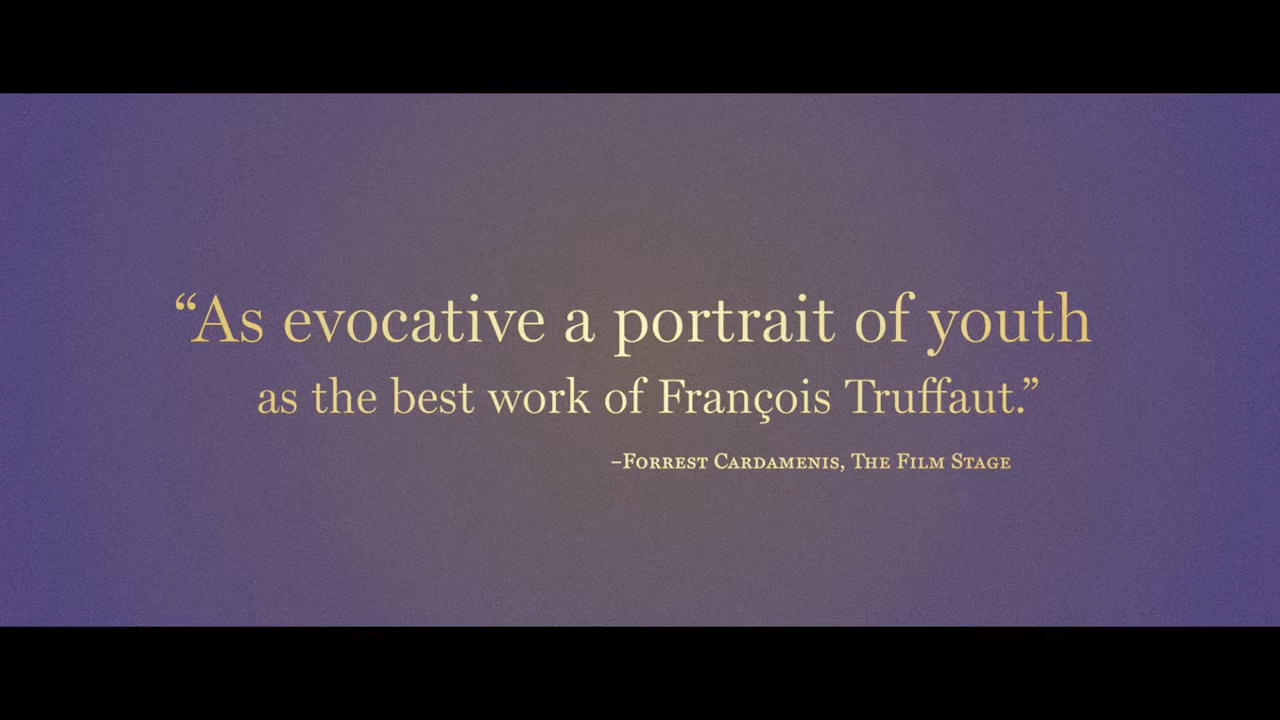 “As evocative a portrait of youth
as the best work of François Truffaut.”
–Forrest Cardamenis, The Film Stage